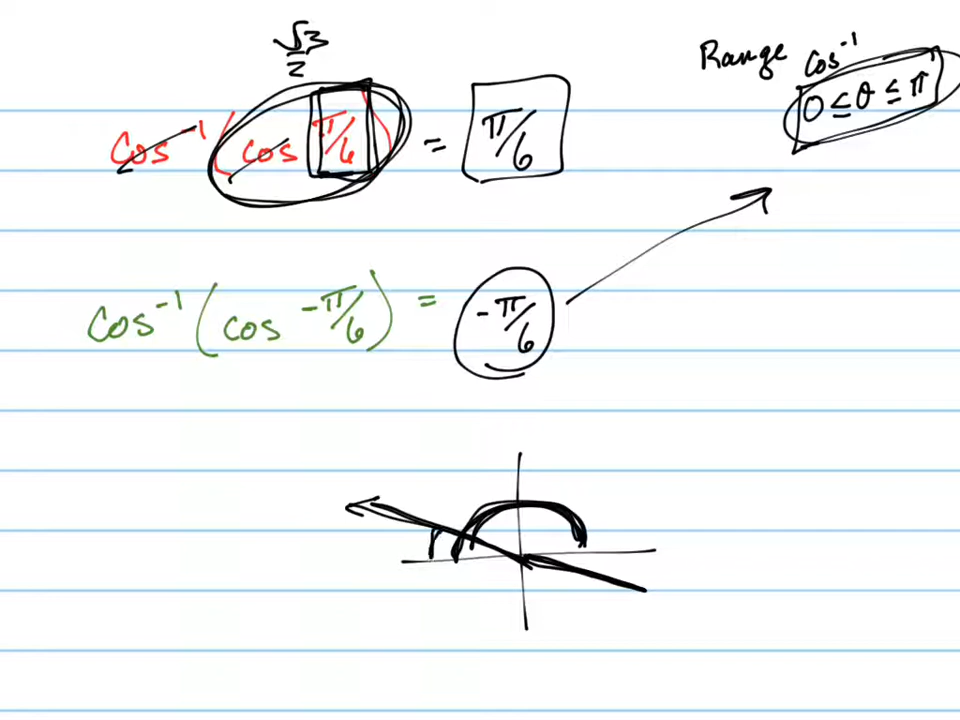 √3/2
Range cos⁻¹
0 ≤ θ ≤ π
cos⁻¹(cos π/6) = π/6
cos⁻¹(cos -π/6) = -π/6